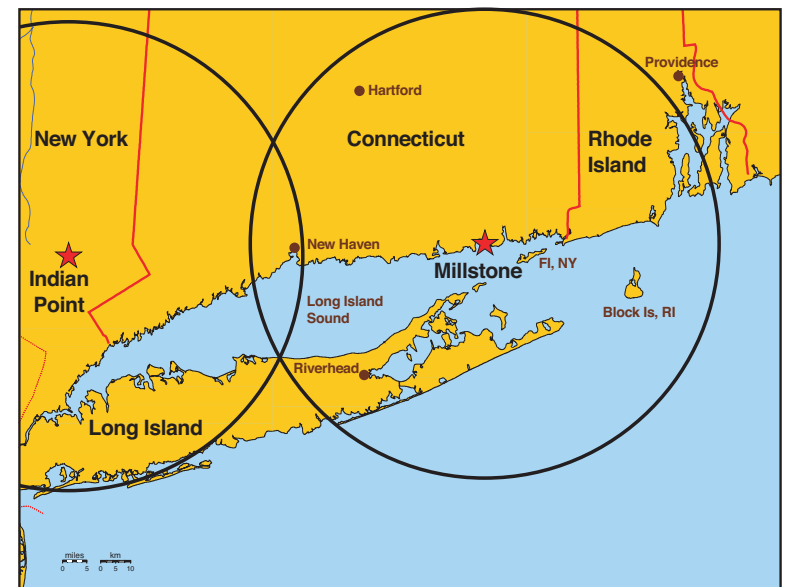 Providence
Hartford
New York
Connecticut
Rhode
Island
New Haven
Millstone
FI, NY
Indian
Point
Long Island
Sound
Block Is, RI
Riverhead
Long Island
miles
km
0 5 0 5 10